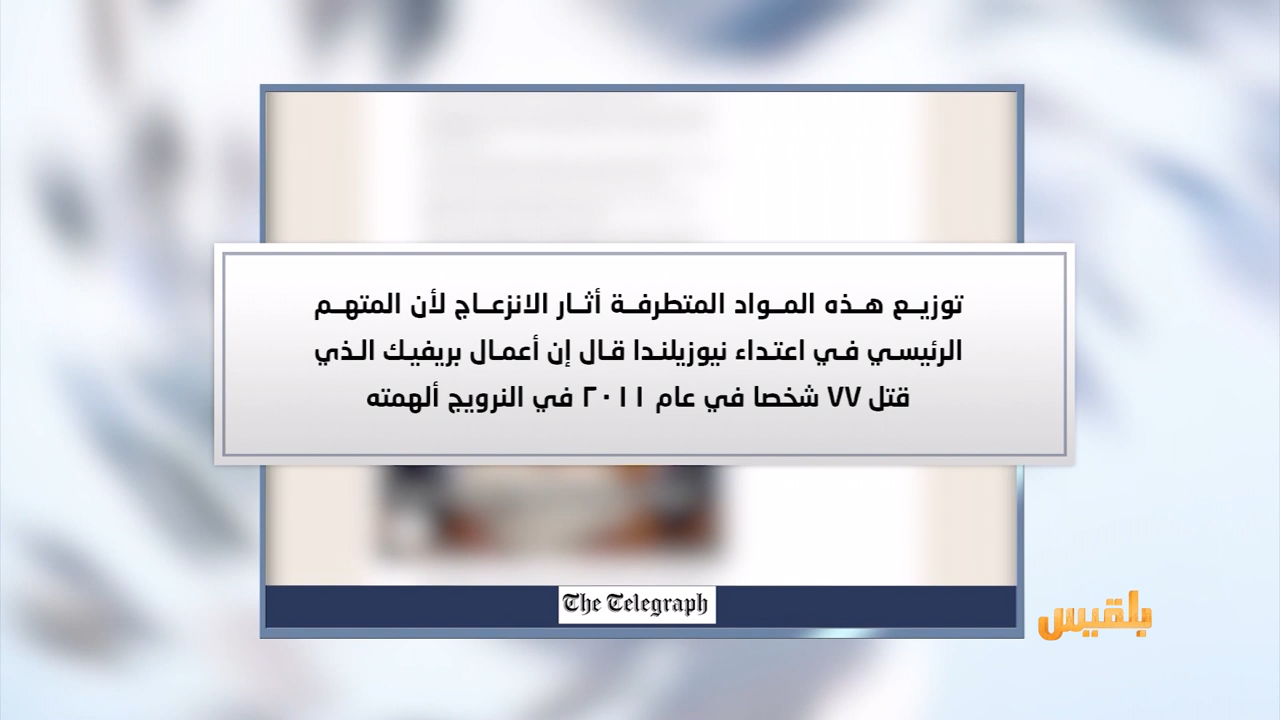 توزيع هذه المواد المتطرفة أثار الانزعاج لأن المتهم
الرئيسي في اعتداء نيوزيلندا قال إن أعمال بريفيك الذي
قتل ٧٧ شخصا في عام ٢٠١١ في النرويج ألهمته
The Telegraph
بلقيس